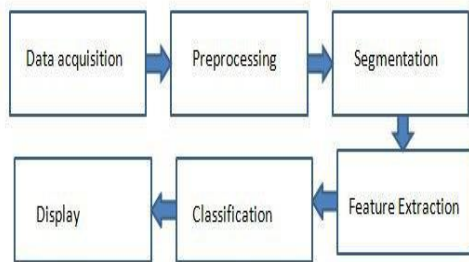 Data acquisition
Preprocessing
Segmentation
Feature Extraction
Classification
Display